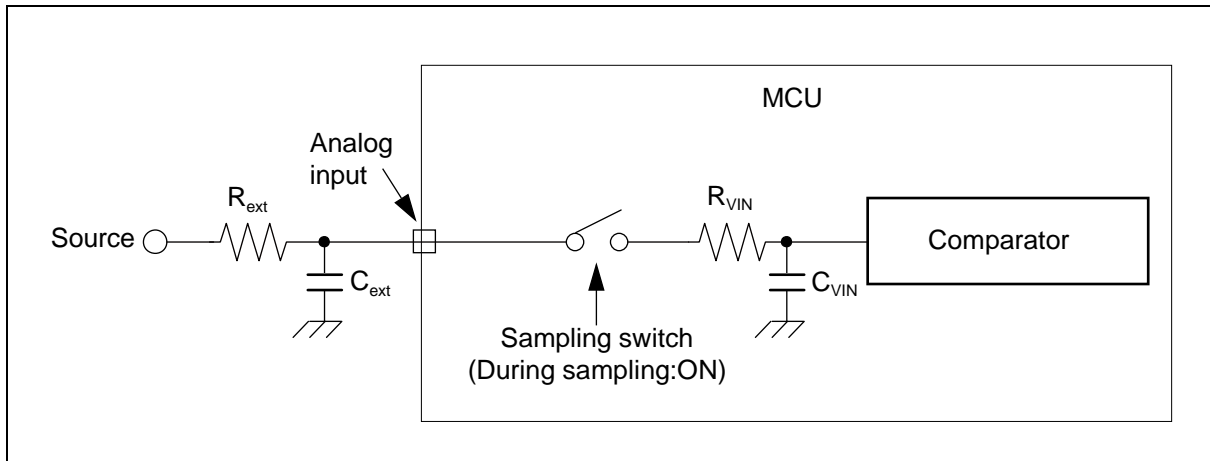 MCU
Analog
input
R_ext
R_VIN
Source
Comparator
C_ext
C_VIN
Sampling switch
(During sampling:ON)